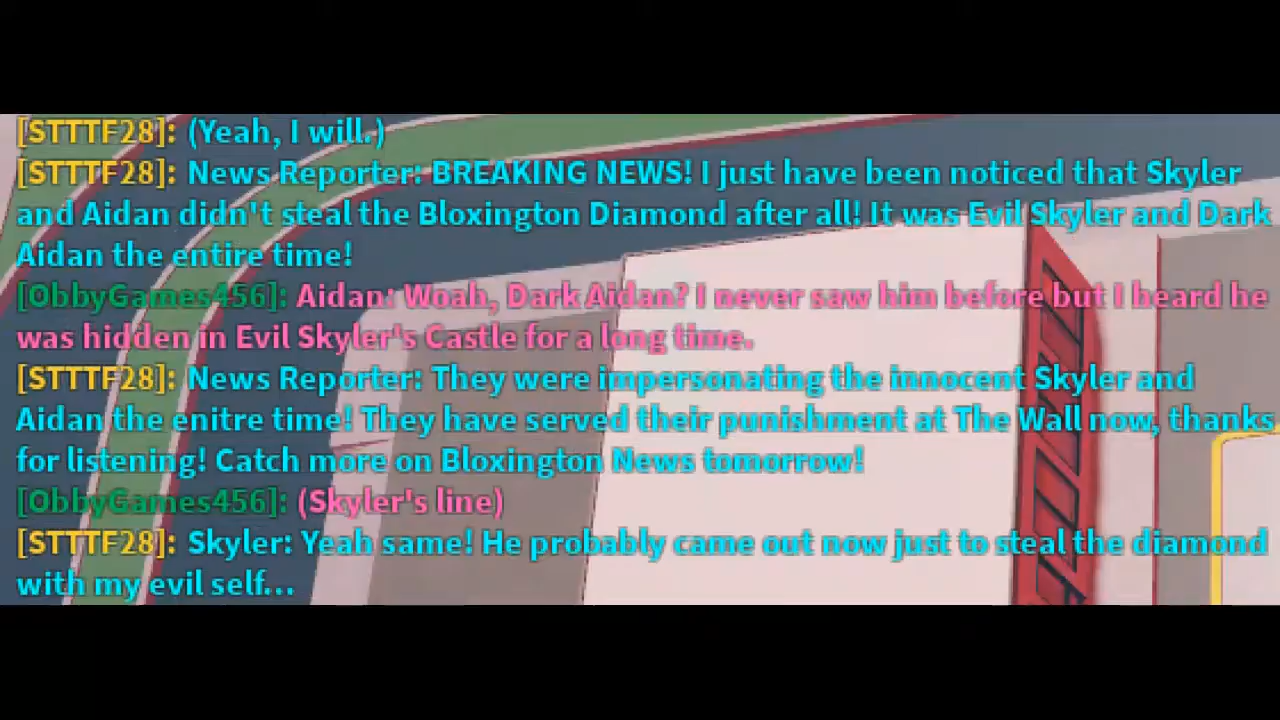 [STTTF28]: (Yeah, I will.)
[STTTF28]: News Reporter: BREAKING NEWS! I just have been noticed that Skyler
and Aidan didn't steal the Bloxington Diamond after all! It was Evil Skyler and Dark
Aidan the entire time!
[ObbyGames456]: Aidan: Woah, Dark Aidan? I never saw him before but I heard he
was hidden in Evil Skyler's Castle for a long time.
[STTTF28]: News Reporter: They were impersonating the innocent Skyler and
Aidan the enitre time! They have served their punishment at The Wall now, thanks
for listening! Catch more on Bloxington News tomorrow!
[ObbyGames456]: (Skyler's line)
[STTTF28]: Skyler: Yeah same! He probably came out now just to steal the diamond
with my evil self...